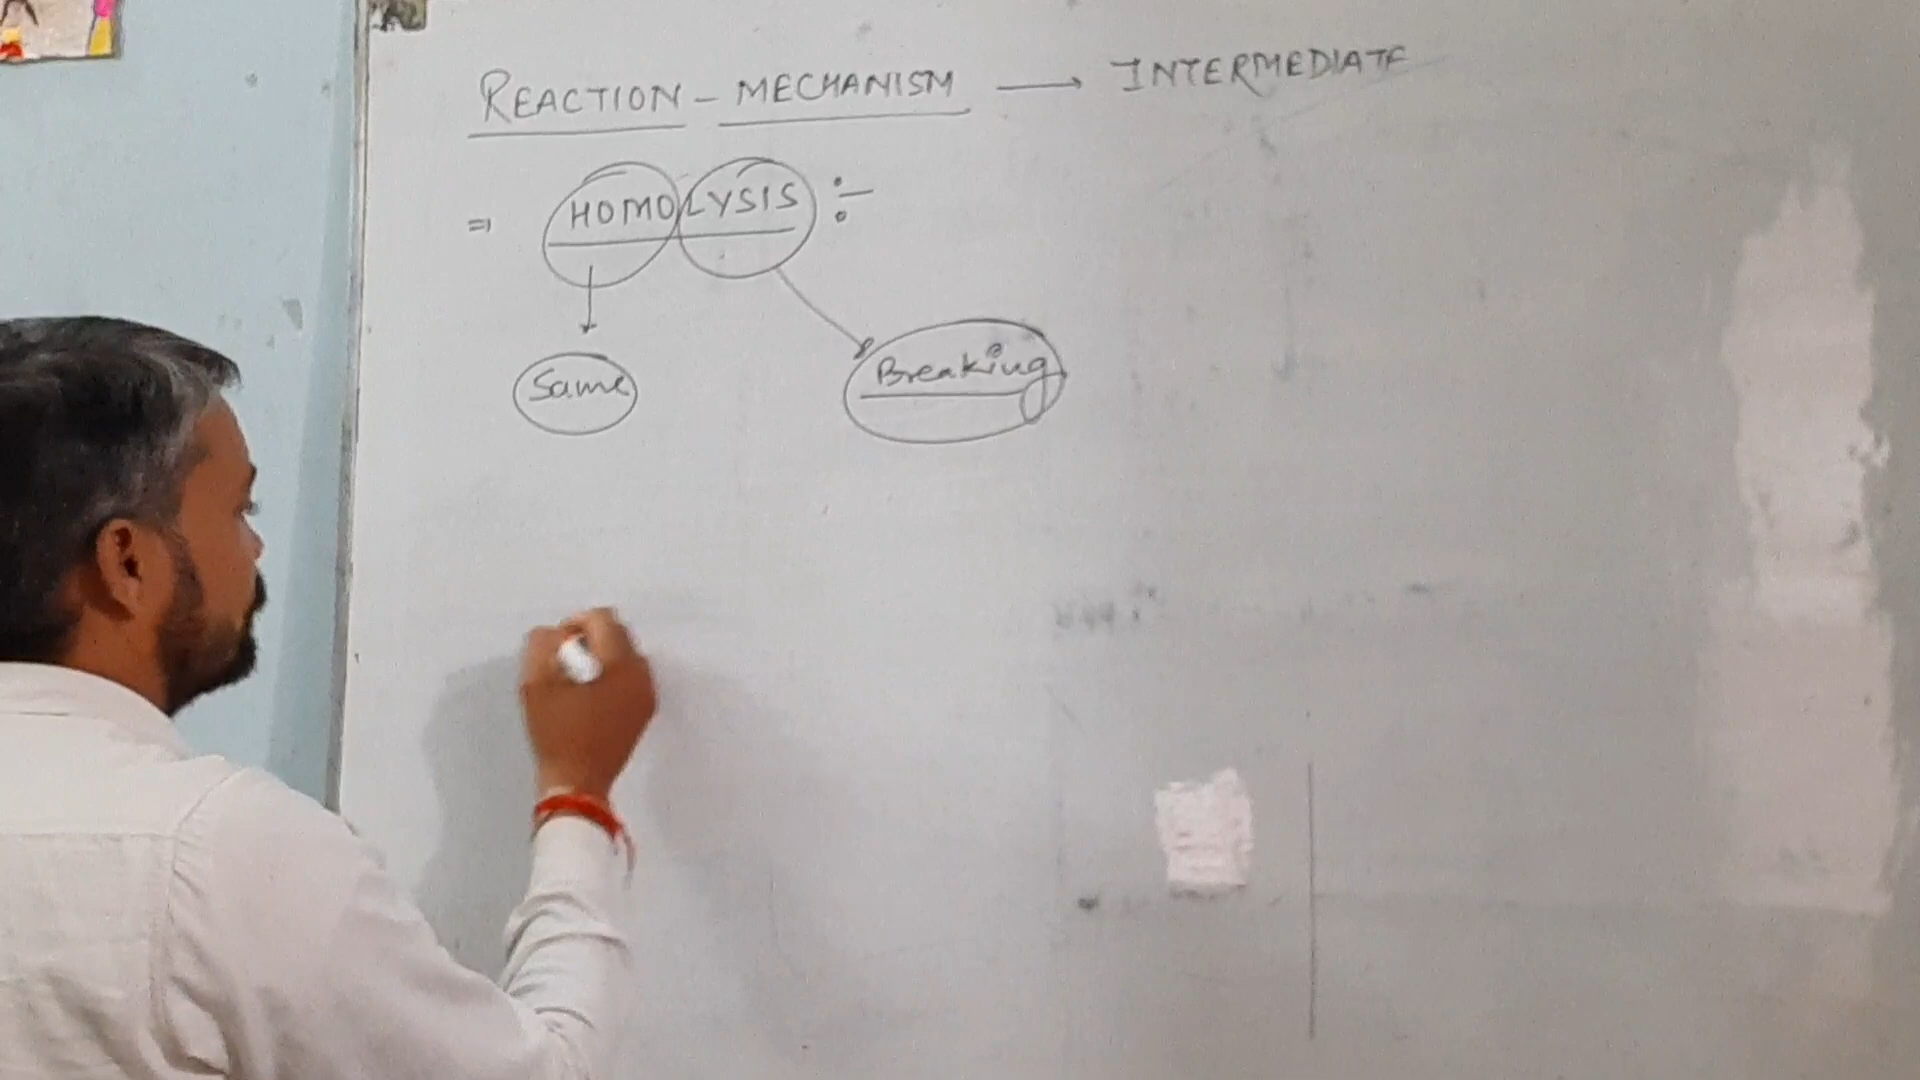 REACTION - MECHANISM → INTERMEDIATE
⇒ HOMOLYSIS :-
Same
Breaking